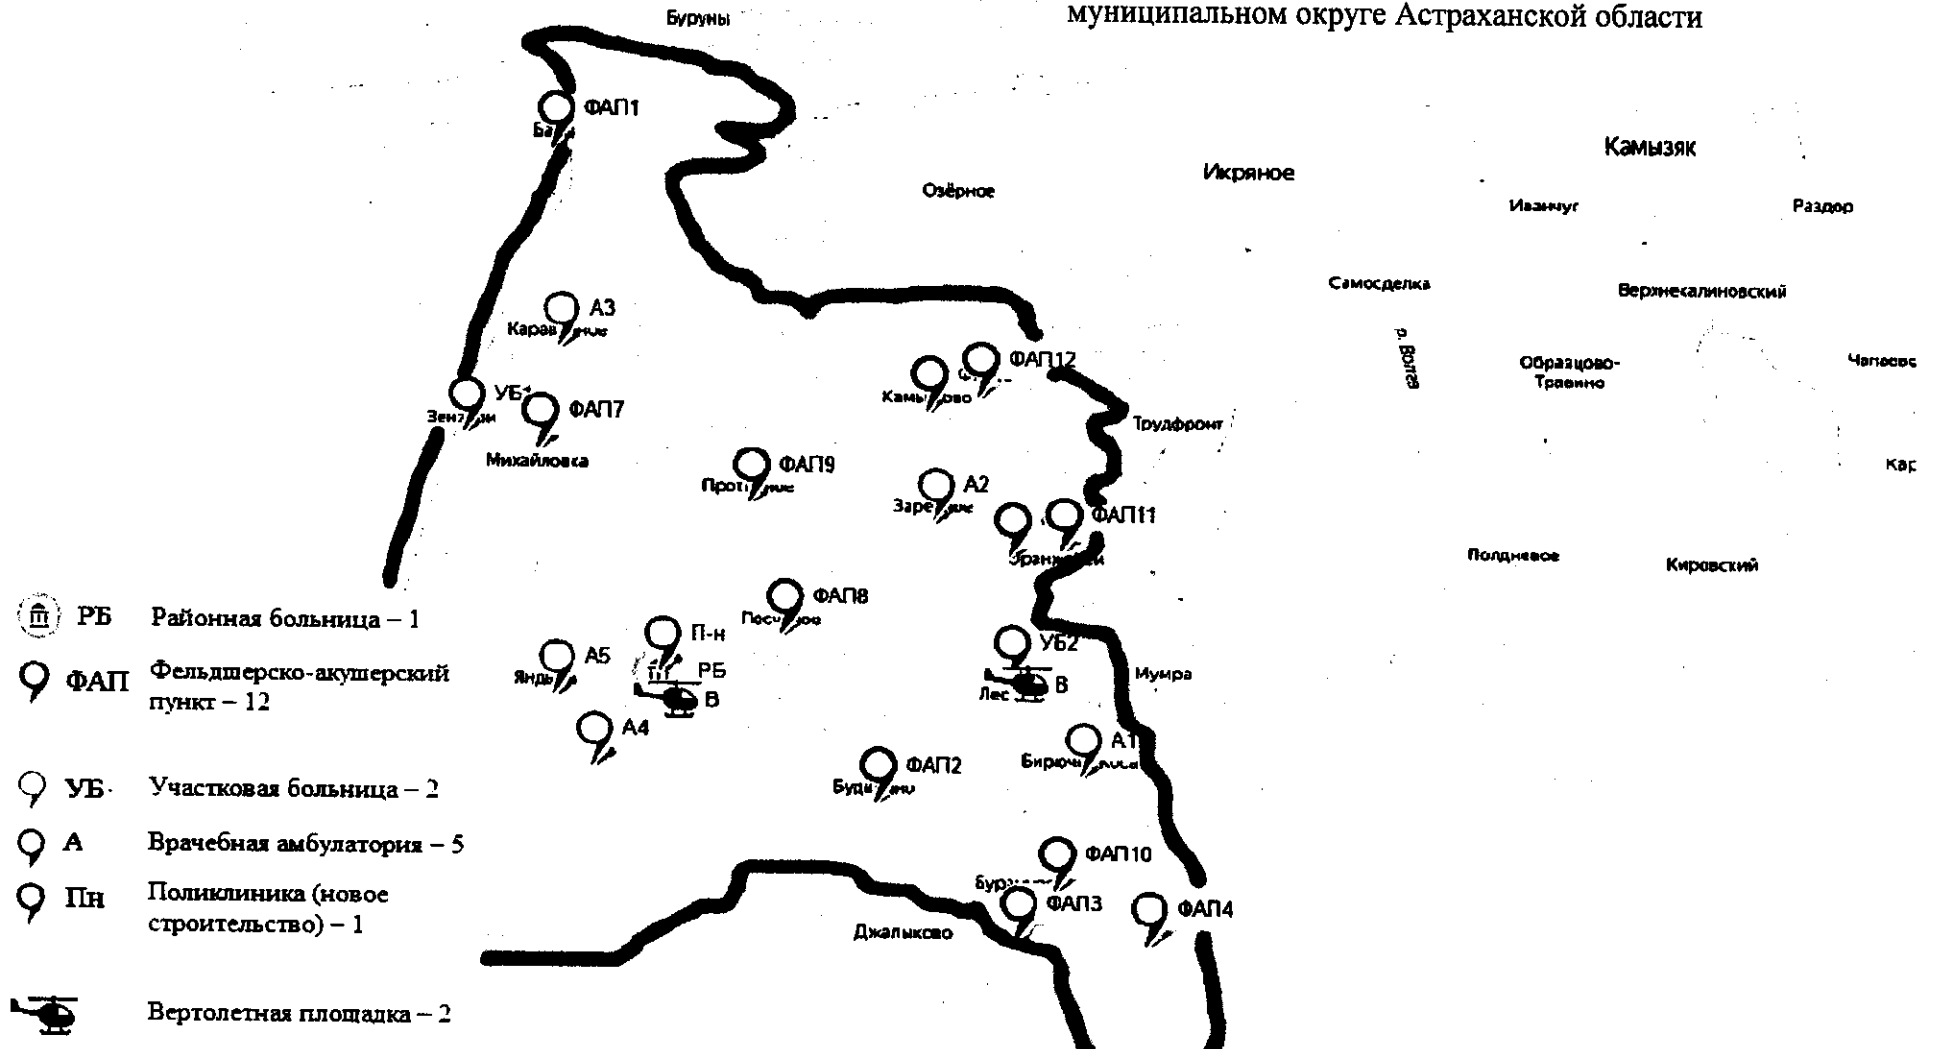 муниципальном округе Астраханской области
Буруны
ФАП1
Камызяк
Икряное
Озёрное
Иванчуг
Раздор
Самосделка
Верхнекалиновский
А3
р. Волга
ФАП12
Образцово-
Травино
УБ
ФАП7
Трудфронт
Михайловка
ФАП9
А2
Кар
ФАП11
Полдневое
Кировский
ФАП8
П-н
УБ2
А5
РБ
Мумра
Лес
В
В
А4
А1
ФАП2
ФАП10
ФАП3
ФАП4
Джалыково
РБ Районная больница – 1
ФАП Фельдшерско-акушерский
пункт – 12
УБ Участковая больница – 2
А Врачебная амбулатория – 5
Пн Поликлиника (новое
строительство) – 1
Вертолетная площадка – 2